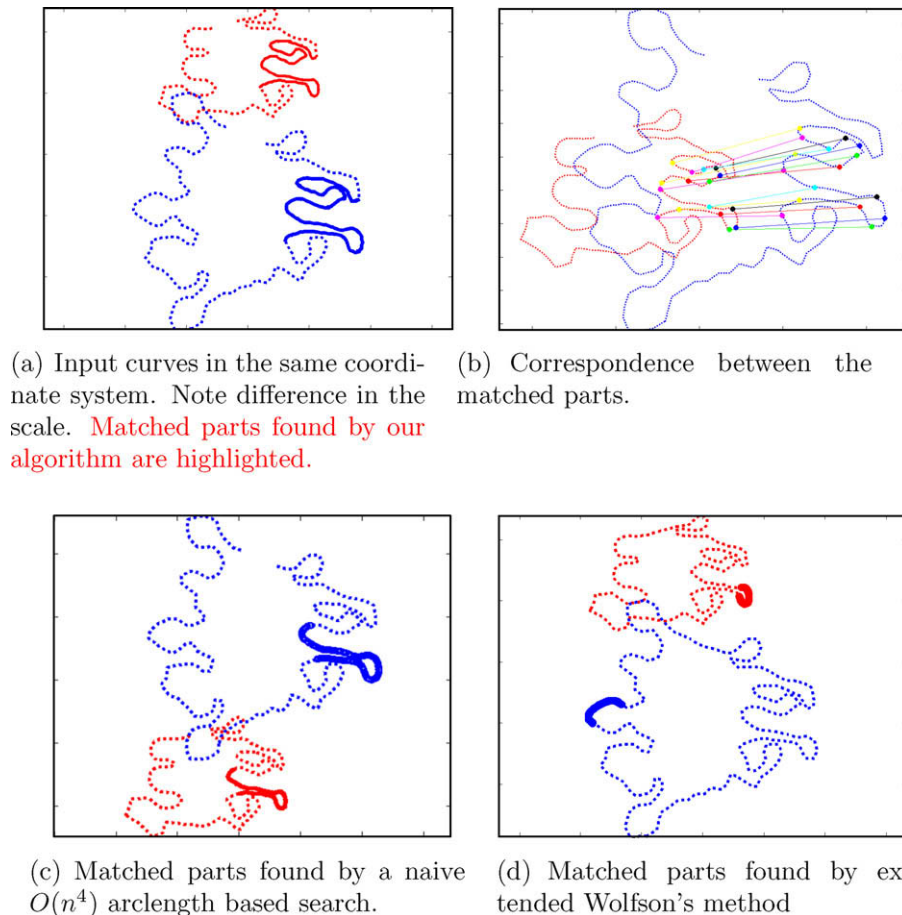 (a) Input curves in the same coordi-
nate system. Note difference in the
scale. Matched parts found by our
algorithm are highlighted.
(b) Correspondence between the
matched parts.
(c) Matched parts found by a naive
O(n⁴) arclength based search.
(d) Matched parts found by ex
tended Wolfson's method